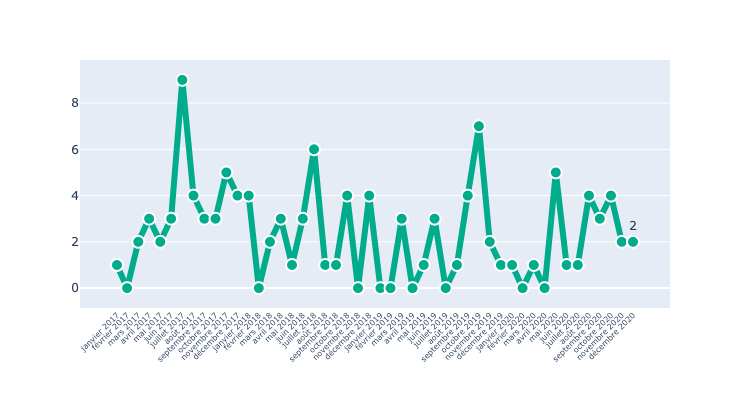 8
6
4
2
0
2
janvier 2017
février 2017
mars 2017
avril 2017
mai 2017
juin 2017
juillet 2017
août 2017
septembre 2017
octobre 2017
novembre 2017
décembre 2017
janvier 2018
février 2018
mars 2018
avril 2018
mai 2018
juin 2018
juillet 2018
août 2018
septembre 2018
octobre 2018
novembre 2018
décembre 2018
janvier 2019
février 2019
mars 2019
avril 2019
mai 2019
juin 2019
juillet 2019
août 2019
septembre 2019
octobre 2019
novembre 2019
décembre 2019
janvier 2020
février 2020
mars 2020
avril 2020
mai 2020
juin 2020
juillet 2020
août 2020
septembre 2020
octobre 2020
novembre 2020
décembre 2020